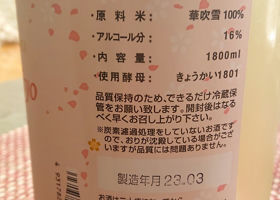 ・原料米：華吹雪100%
・アルコール分：16%
・内容量：1800ml
・使用酵母：きょうかい1801
品質保持のため、できるだけ冷蔵保
管をお願い致します。開封後はなる
べく早くお召し上がり下さい。
※炭素濾過処理をしていないお酒です
ので、おりが沈殿している場合がござ
いますが品質には問題ありません。
製造年月23.03